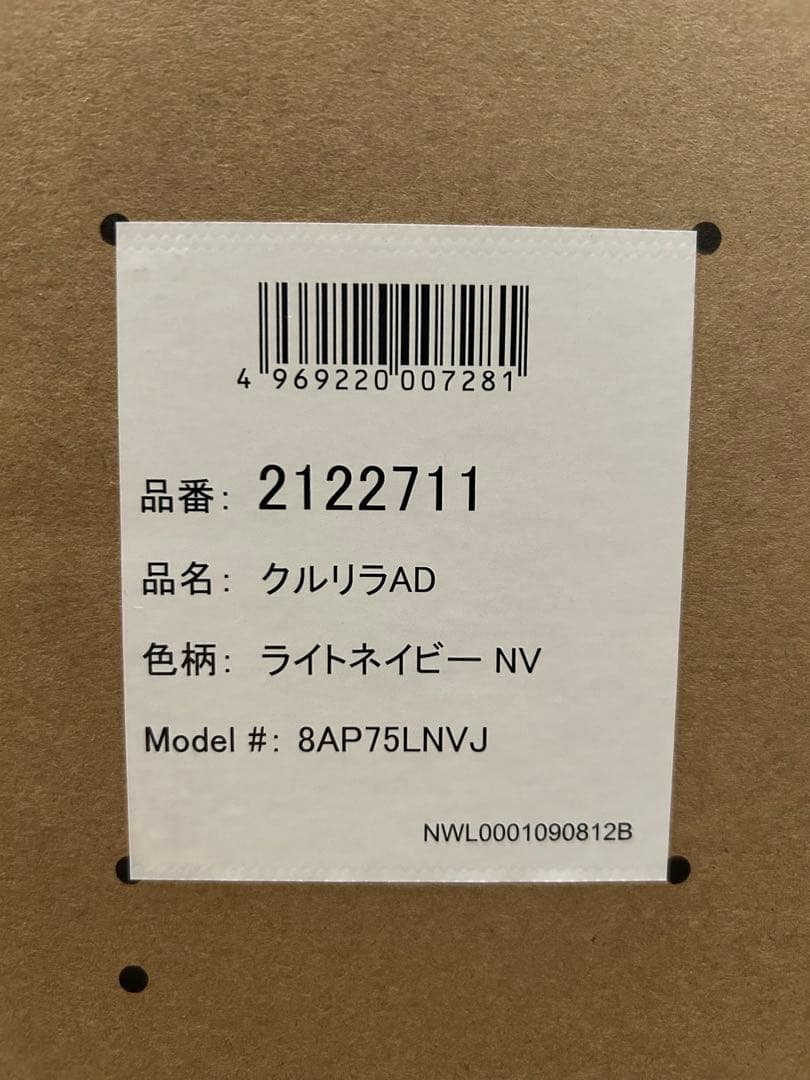 4 969220 007281
品番: 2122711
品名: クルリラAD
色柄: ライトネイビー NV
Model #: 8AP75LNVJ
NWL0001090812B